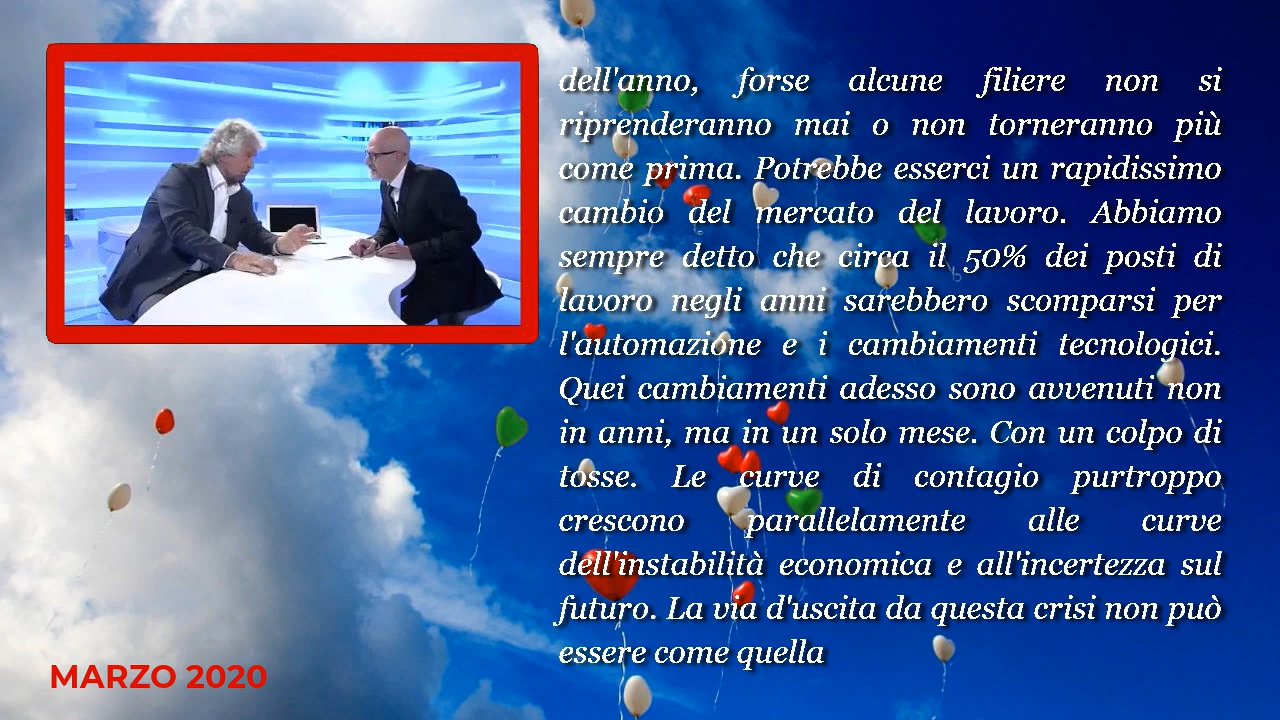 dell'anno, forse alcune filiere non si
riprenderanno mai o non torneranno più
come prima. Potrebbe esserci un rapidissimo
cambio del mercato del lavoro. Abbiamo
sempre detto che circa il 50% dei posti di
lavoro negli anni sarebbero scomparsi per
l'automazione e i cambiamenti tecnologici.
Quei cambiamenti adesso sono avvenuti non
in anni, ma in un solo mese. Con un colpo di
tosse. Le curve di contagio purtroppo
crescono parallelamente alle curve
dell'instabilità economica e all'incertezza sul
futuro. La via d'uscita da questa crisi non può
essere come quella
MARZO 2020